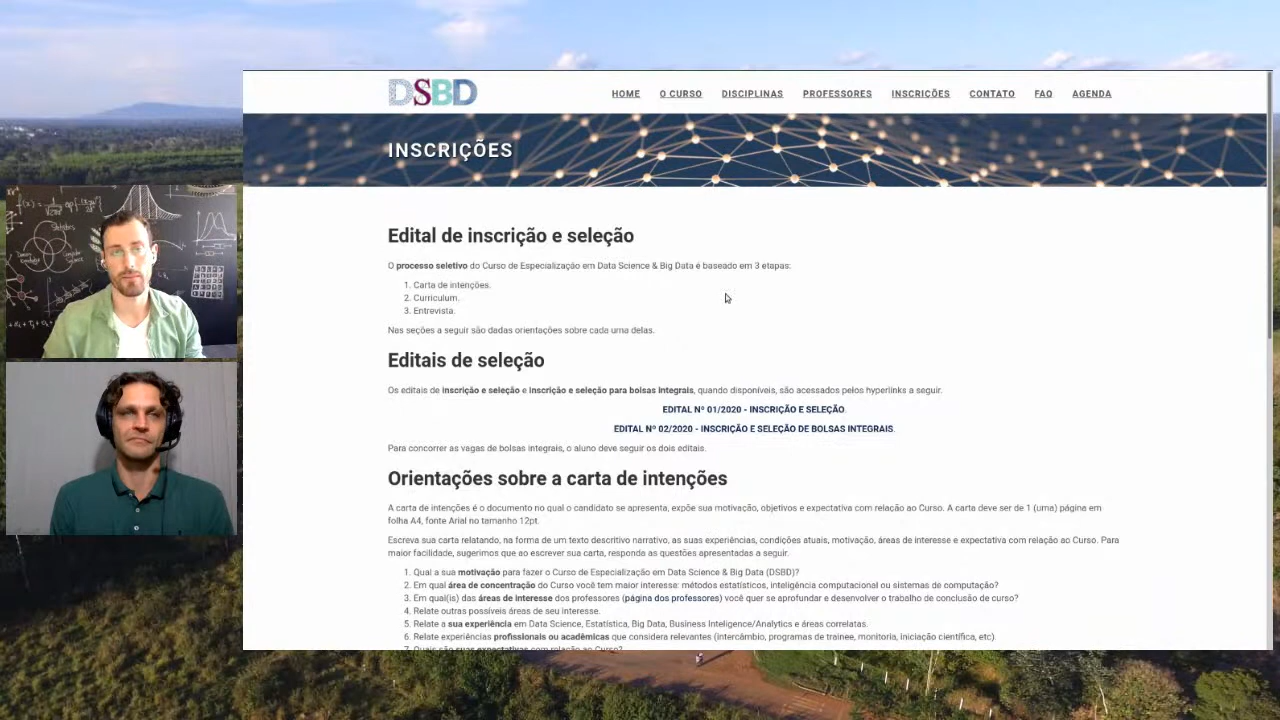 DSBD
HOME O CURSO DISCIPLINAS PROFESSORES INSCRIÇÕES CONTATO FAQ AGENDA
INSCRIÇÕES
Edital de inscrição e seleção
O processo seletivo do Curso de Especialização em Data Science & Big Data é baseado em 3 etapas:
1. Carta de intenções.
2. Curriculum.
3. Entrevista.
Nas seções a seguir são dadas orientações sobre cada uma delas.
Editais de seleção
Os editais de inscrição e seleção e inscrição e seleção para bolsas integrais, quando disponíveis, são acessados pelos hyperlinks a seguir.
EDITAL Nº 01/2020 - INSCRIÇÃO E SELEÇÃO.
EDITAL Nº 02/2020 - INSCRIÇÃO E SELEÇÃO DE BOLSAS INTEGRAIS.
Para concorrer as vagas de bolsas integrais, o aluno deve seguir os dois editais.
Orientações sobre a carta de intenções
A carta de intenções é o documento no qual o candidato se apresenta, expõe sua motivação, objetivos e expectativa com relação ao Curso. A carta deve ser de 1 (uma) página em
folha A4, fonte Arial no tamanho 12pt.
Escreva sua carta relatando, na forma de um texto descritivo narrativo, as suas experiências, condições atuais, motivação, áreas de interesse e expectativa com relação ao Curso. Para
maior facilidade, sugerimos que ao escrever sua carta, responda as questões apresentadas a seguir.
1. Qual a sua motivação para fazer o Curso de Especialização em Data Science & Big Data (DSBD)?
2. Em qual área de concentração do Curso você tem maior interesse: métodos estatísticos, inteligência computacional ou sistemas de computação?
3. Em qual(is) das áreas de interesse dos professores (página dos professores) você quer se aprofundar e desenvolver o trabalho de conclusão de curso?
4. Relate outras possíveis áreas de seu interesse.
5. Relate a sua experiência em Data Science, Estatística, Big Data, Business Inteligence/Analytics e áreas correlatas.
6. Relate experiências profissionais ou acadêmicas que considera relevantes (intercâmbio, programas de trainee, monitoria, iniciação científica, etc).
7. Quais são suas expectativas com relação ao Curso?
Statistics